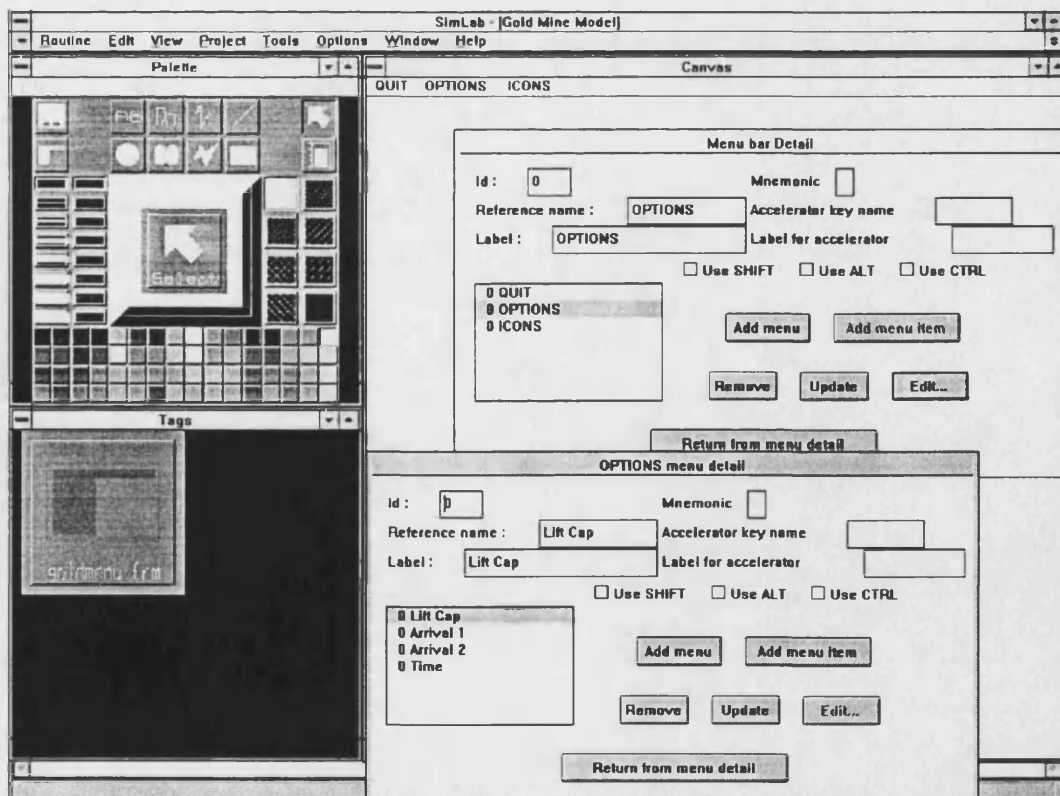 SimLab - [Gold Mine Model]
Routine Edit View Project Tools Options Window Help
Palette
Select
Tags
Canvas
QUIT OPTIONS ICONS
Menu bar Detail
Id : 0 Mnemonic
Reference name : OPTIONS Accelerator key name
Label : OPTIONS Label for accelerator
Use SHIFT Use ALT Use CTRL
0 QUIT
0 OPTIONS
0 ICONS
Add menu Add menu item
Remove Update Edit...
Return from menu detail
OPTIONS menu detail
Id : 0 Mnemonic
Reference name : Lift Cap Accelerator key name
Label : Lift Cap Label for accelerator
Use SHIFT Use ALT Use CTRL
0 Lift Cap
0 Arrival 1
0 Arrival 2
0 Time
Add menu Add menu item
Remove Update Edit...
Return from menu detail